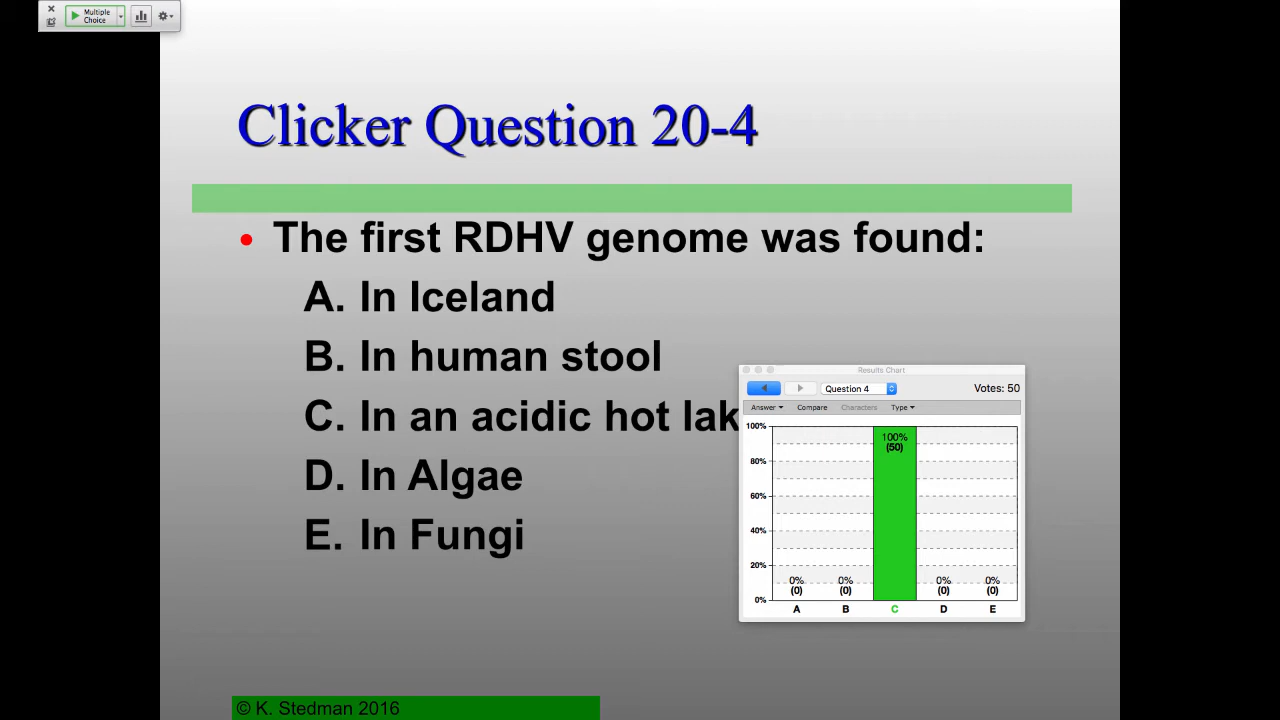 Multiple
Choice
Clicker Question 20-4
• The first RDHV genome was found:
A. In Iceland
B. In human stool
C. In an acidic hot lak
D. In Algae
E. In Fungi
Results Chart
Question 4
Votes: 50
Answer Compare Characters Type
100%
80%
60%
40%
20%
0%
100%
(50)
0% 0% 0% 0%
(0) (0) (0) (0)
A B C D E
© K. Stedman 2016